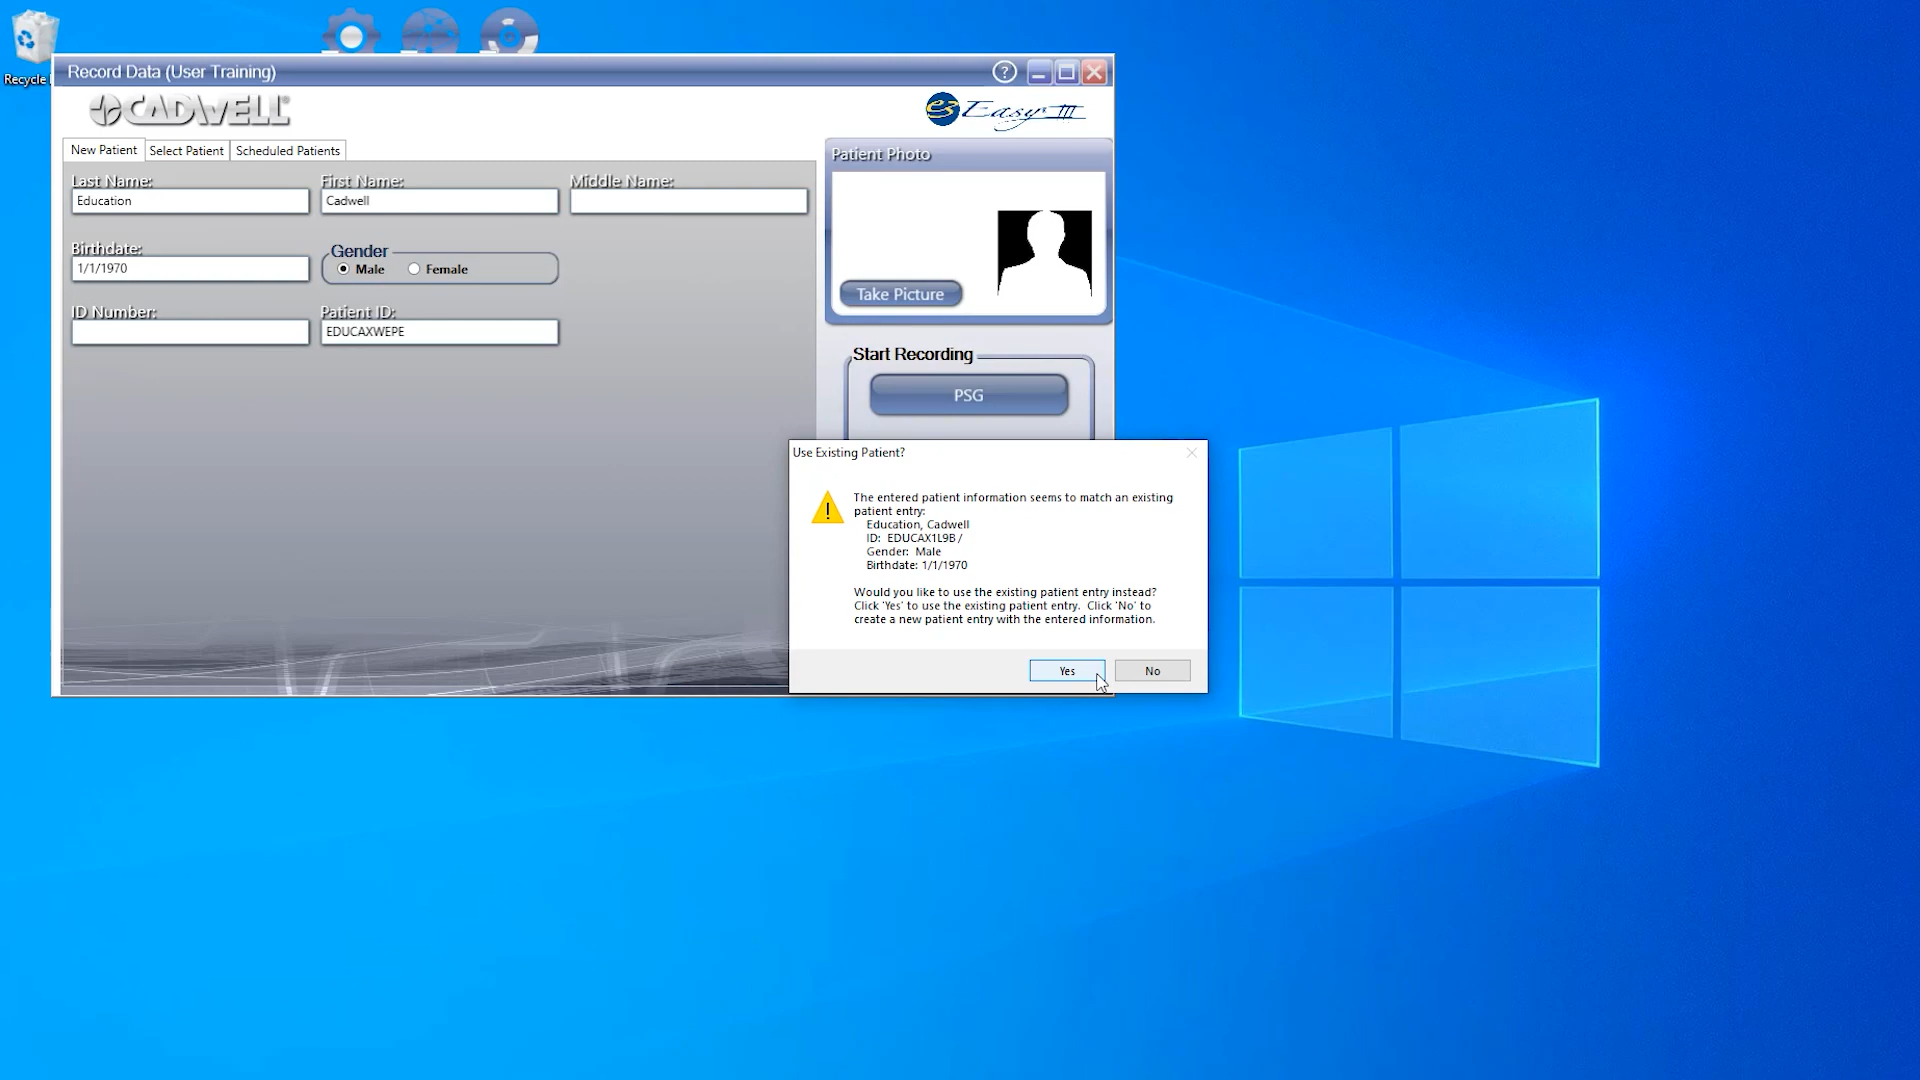 Recycle
Record Data (User Training)
?
CADWELL®
e3 Easy III
New Patient
Select Patient
Scheduled Patients
Patient Photo
Last Name:
First Name:
Middle Name:
Education
Cadwell
Birthdate:
Gender
1/1/1970
Male
Female
Take Picture
ID Number:
Patient ID:
EDUCAXWEPE
Start Recording
PSG
Use Existing Patient?
The entered patient information seems to match an existing
patient entry:
Education, Cadwell
ID: EDUCAX1L9B /
Gender: Male
Birthdate: 1/1/1970
Would you like to use the existing patient entry instead?
Click 'Yes' to use the existing patient entry. Click 'No' to
create a new patient entry with the entered information.
Yes
No